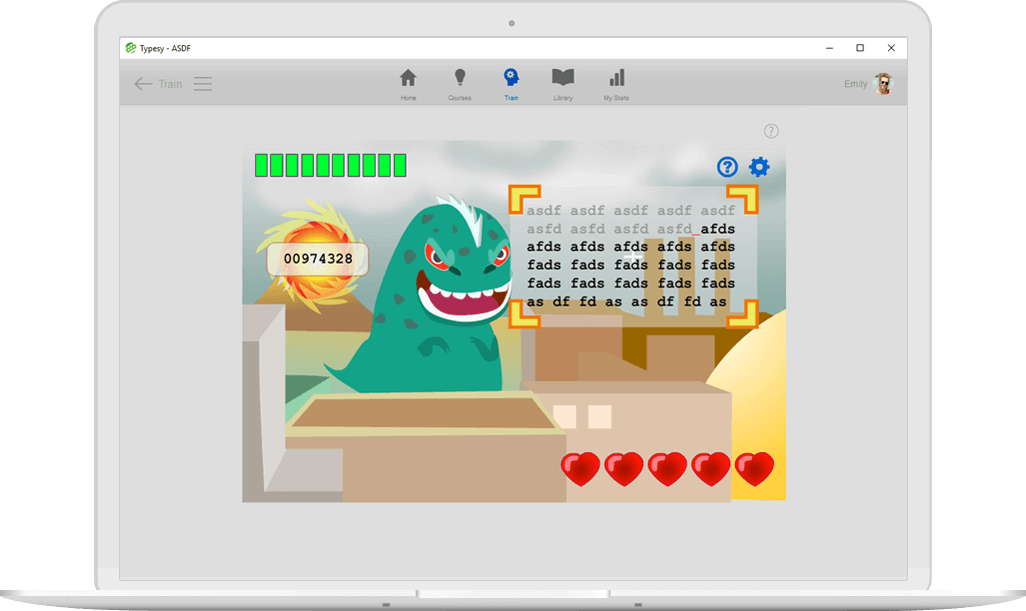 Typesy - ASDF
Train
Home
Courses
Train
Library
My Stats
Emily
?
?
00974328
asdf asdf asdf asdf asdf
asfd asfd asfd asfd_afds
afds afds afds afds afds
fads fads fads fads fads
fads fads fads fads fads
as df fd as as df fd as